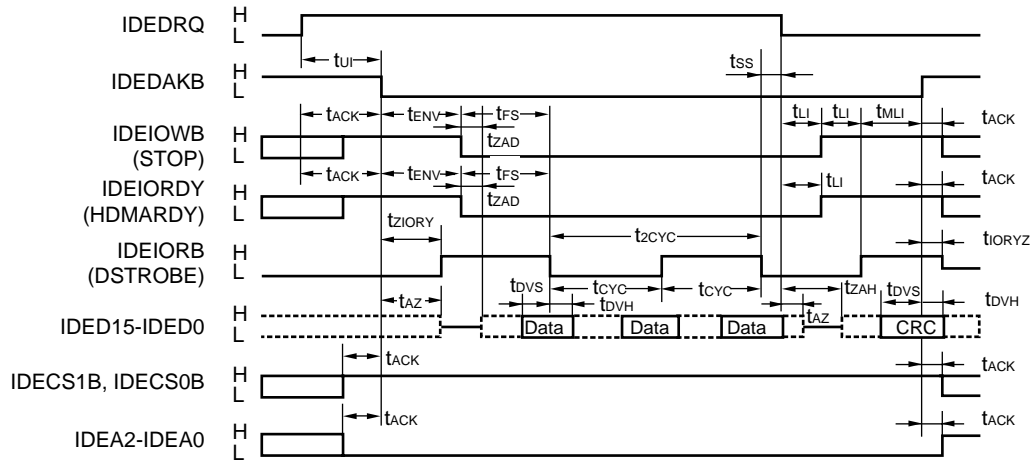 IDEDRQ H
L
tUI
tSS
IDEDAKB H
L
tACK tENV tFS tLI tLI tMLI tACK
IDEIOWB H
(STOP) L
tZAD
tACK tENV tFS tLI tACK
IDEIORDY H
(HDMARDY) L
tZAD
tZIORY t2CYC tIORYZ
IDEIORB H
(DSTROBE) L
tDVS tCYC tCYC tZAH tDVS
tAZ tDVH tAZ tDVH
IDED15-IDED0 H
L
Data Data Data CRC
tACK tACK
IDECS1B, IDECS0B H
L
tACK tACK
IDEA2-IDEA0 H
L